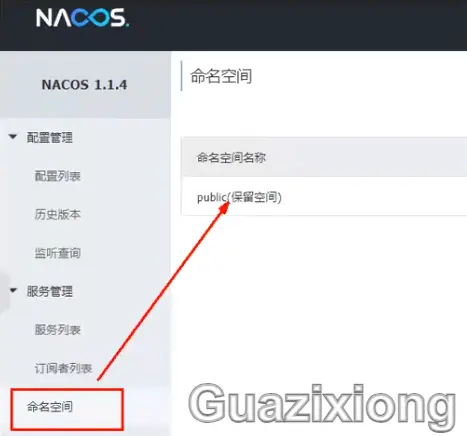 NACOS.
NACOS 1.1.4
配置管理
配置列表
历史版本
监听查询
服务管理
服务列表
订阅者列表
命名空间
命名空间
命名空间名称
public(保留空间)
Guazixiong